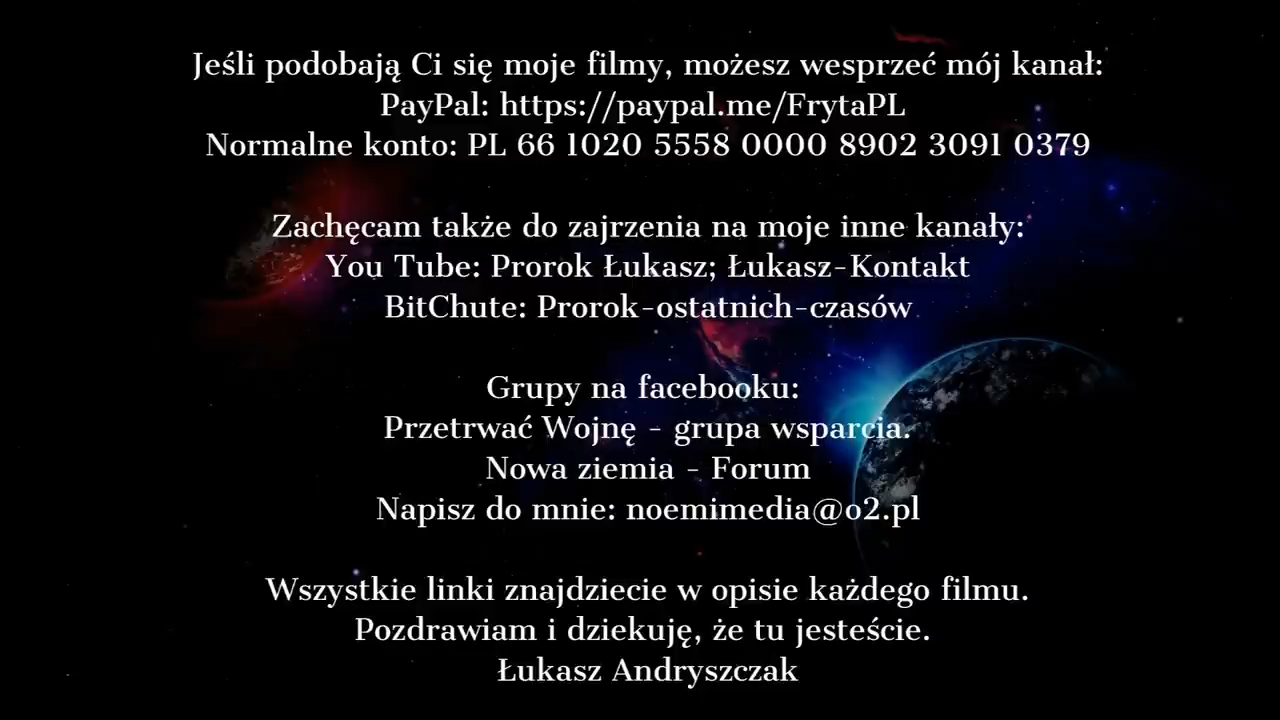 Jeśli podobają Ci się moje filmy, możesz wesprzeć mój kanał:
PayPal: https://paypal.me/FrytaPL
Normalne konto: PL 66 1020 5558 0000 8902 3091 0379
Zachęcam także do zajrzenia na moje inne kanały:
You Tube: Prorok Łukasz; Łukasz-Kontakt
BitChute: Prorok-ostatnich-czasów
Grupy na facebooku:
Przetrwać Wojnę - grupa wsparcia.
Nowa ziemia - Forum
Napisz do mnie: noemimedia@o2.pl
Wszystkie linki znajdziecie w opisie każdego filmu.
Pozdrawiam i dziekuję, że tu jesteście.
Łukasz Andryszczak